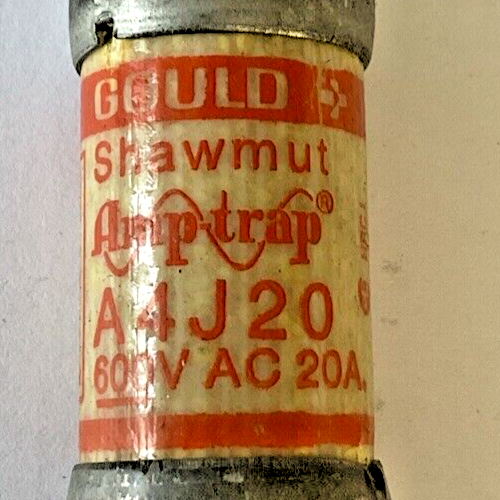 GOULD
Shawmut
Amp-trap®
A4J20
600V AC 20A.